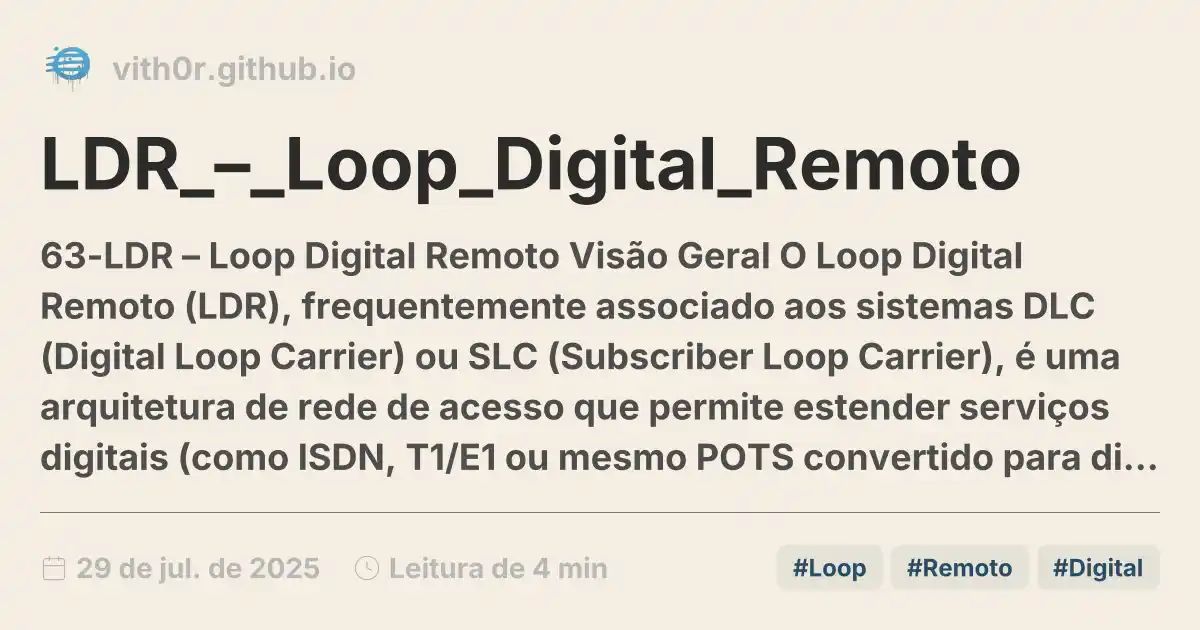 vith0r.github.io
LDR_–_Loop_Digital_Remoto
63-LDR – Loop Digital Remoto Visão Geral O Loop Digital
Remoto (LDR), frequentemente associado aos sistemas DLC
(Digital Loop Carrier) ou SLC (Subscriber Loop Carrier), é uma
arquitetura de rede de acesso que permite estender serviços
digitais (como ISDN, T1/E1 ou mesmo POTS convertido para di...
29 de jul. de 2025 Leitura de 4 min #Loop #Remoto #Digital